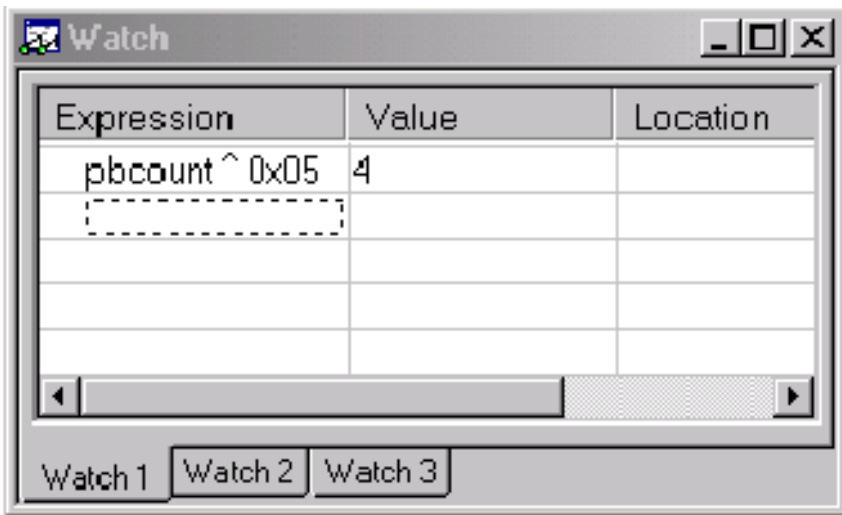 Watch
Expression Value Location
pbcount ^ 0x05 4
Watch 1 Watch 2 Watch 3